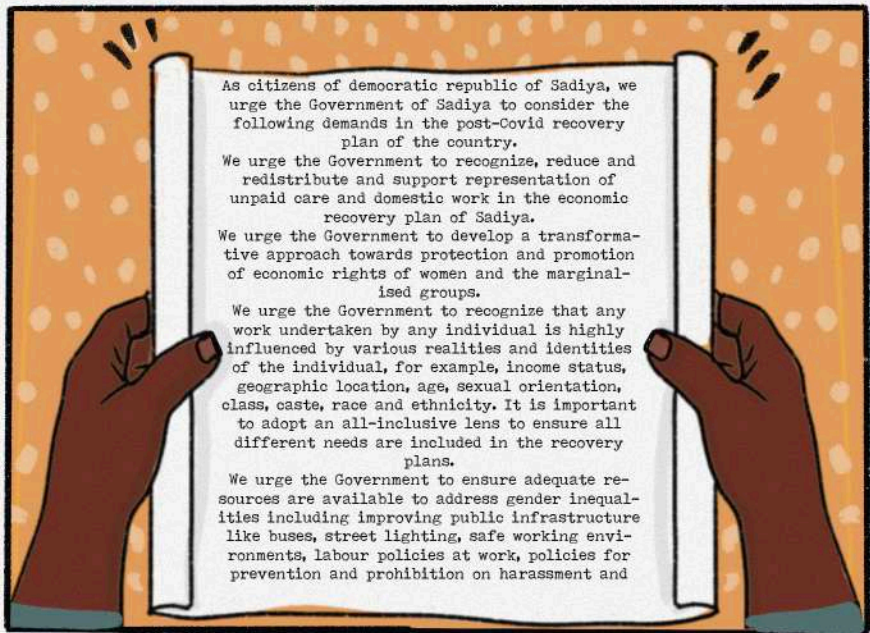 As citizens of democratic republic of Sadiya, we
urge the Government of Sadiya to consider the
following demands in the post-Covid recovery
plan of the country.
We urge the Government to recognize, reduce and
redistribute and support representation of
unpaid care and domestic work in the economic
recovery plan of Sadiya.
We urge the Government to develop a transforma-
tive approach towards protection and promotion
of economic rights of women and the marginal-
ised groups.
We urge the Government to recognize that any
work undertaken by any individual is highly
influenced by various realities and identities
of the individual, for example, income status,
geographic location, age, sexual orientation,
class, caste, race and ethnicity. It is important
to adopt an all-inclusive lens to ensure all
different needs are included in the recovery
plans.
We urge the Government to ensure adequate re-
sources are available to address gender inequal-
ities including improving public infrastructure
like buses, street lighting, safe working envi-
ronments, labour policies at work, policies for
prevention and prohibition on harassment and